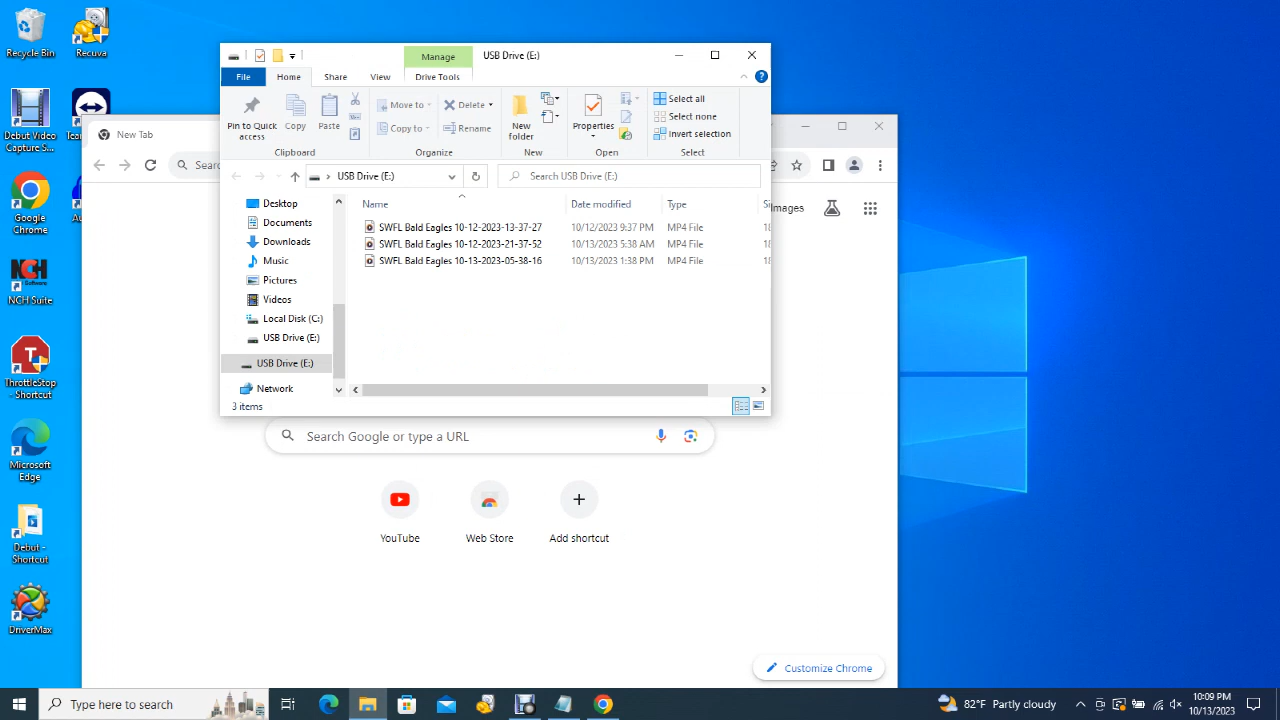 Recycle Bin
Recuva
Debut Video
Capture S...
Team
Google
Chrome
Au
NCH Suite
ThrottleStop
- Shortcut
Microsoft
Edge
Debut -
Shortcut
DriverMax
Manage
USB Drive (E:)
File
Home
Share
View
Drive Tools
Pin to Quick
access
Copy
Paste
Move to
Copy to
Delete
Rename
New
folder
Properties
Select all
Select none
Invert selection
Clipboard
Organize
New
Open
Select
USB Drive (E:)
Search USB Drive (E:)
Name
Date modified
Type
Si
SWFL Bald Eagles 10-12-2023-13-37-27 10/12/2023 9:37 PM MP4 File 18
SWFL Bald Eagles 10-12-2023-21-37-52 10/13/2023 5:38 AM MP4 File 18
SWFL Bald Eagles 10-13-2023-05-38-16 10/13/2023 1:38 PM MP4 File 18
Desktop
Documents
Downloads
Music
Pictures
Videos
Local Disk (C:)
USB Drive (E:)
USB Drive (E:)
Network
3 items
New Tab
Sear
Images
Search Google or type a URL
YouTube
Web Store
Add shortcut
Customize Chrome
Type here to search
82°F Partly cloudy
10:09 PM
10/13/2023